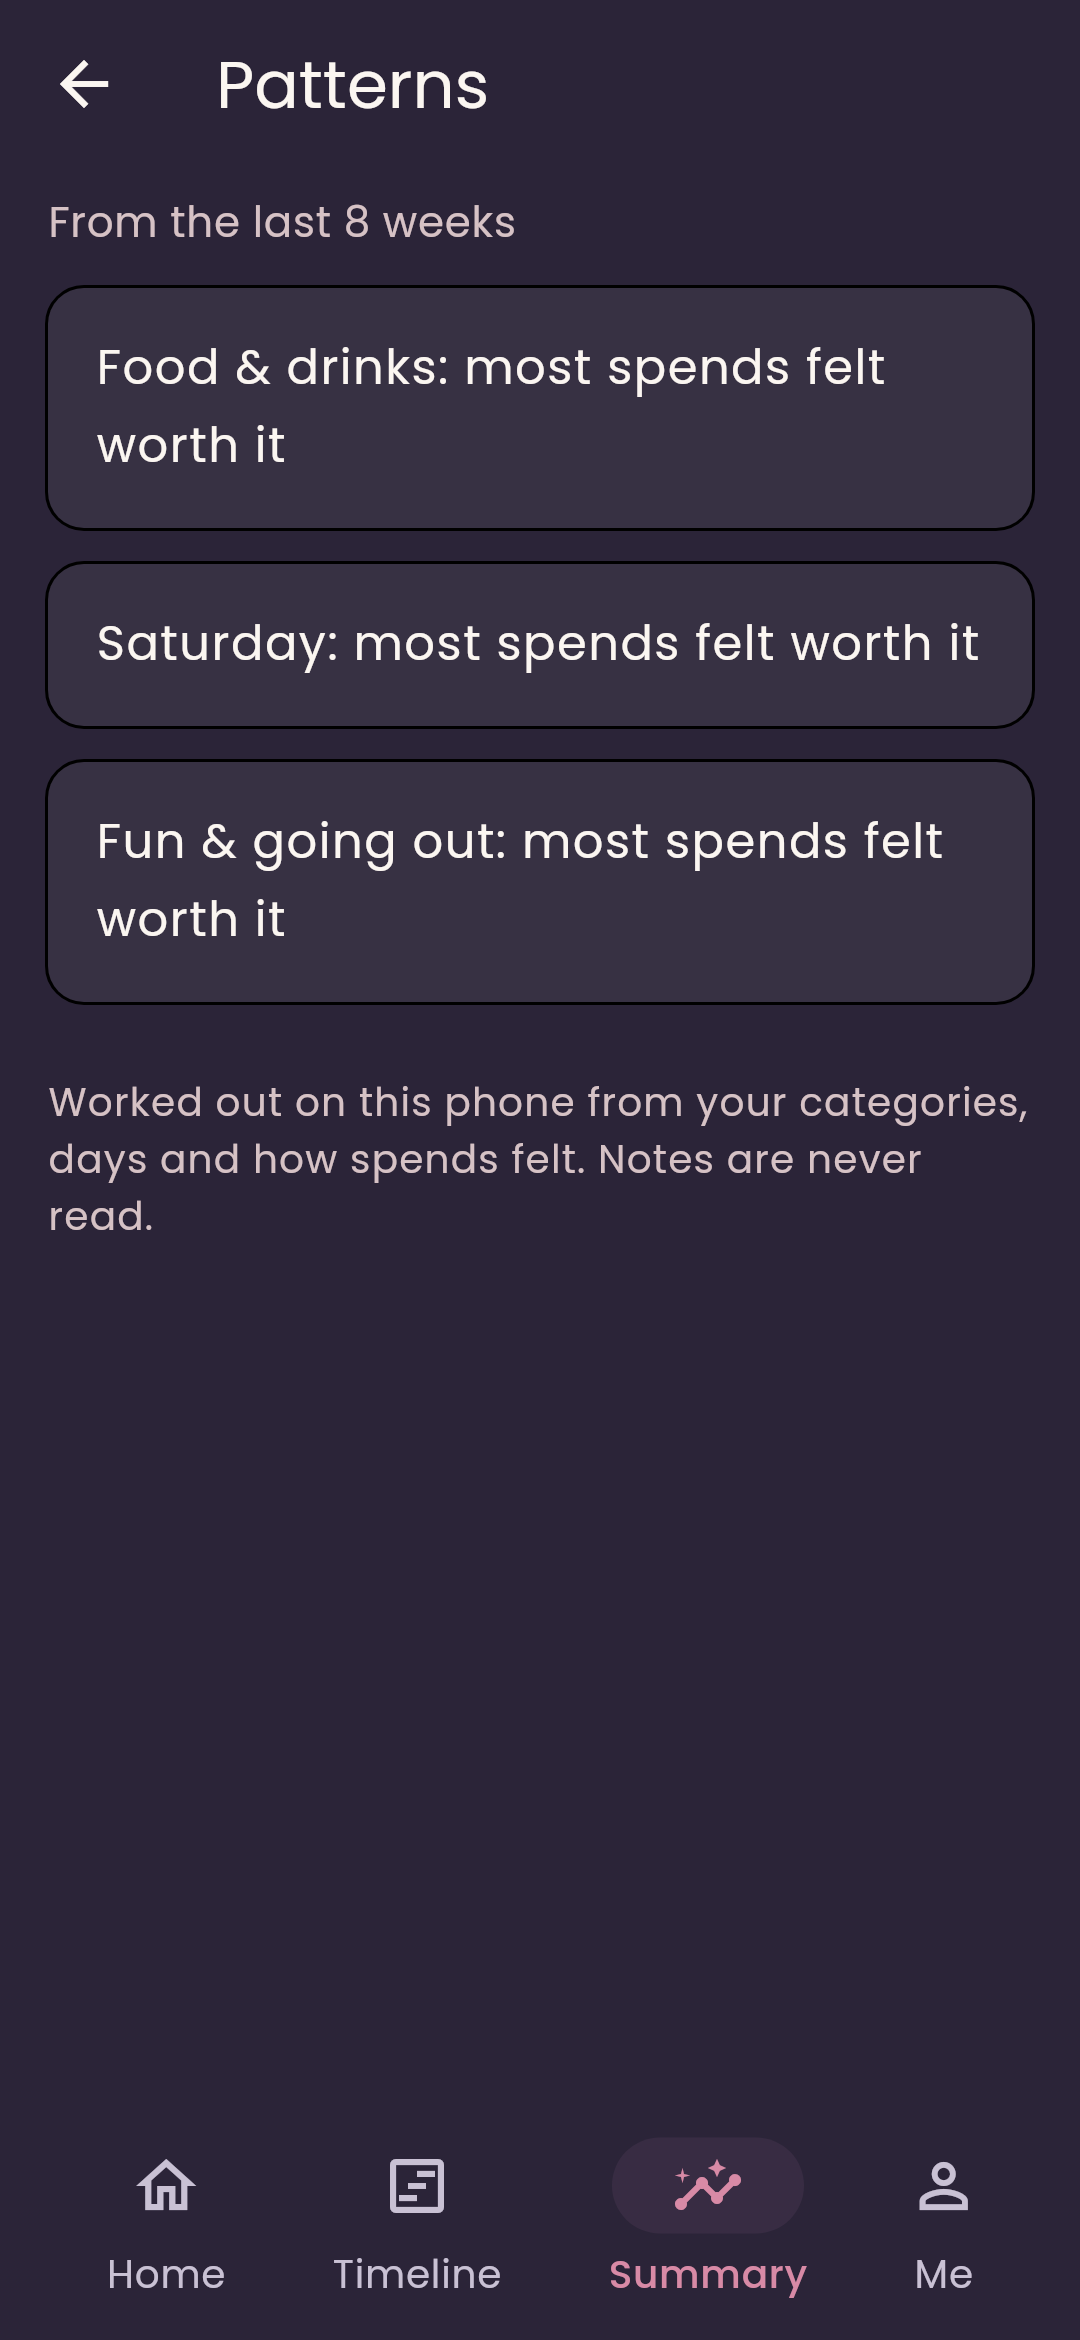 Patterns
From the last 8 weeks
Food & drinks: most spends felt
worth it
Saturday: most spends felt worth it
Fun & going out: most spends felt
worth it
Worked out on this phone from your categories,
days and how spends felt. Notes are never
read.
Home
Timeline
Summary
Me